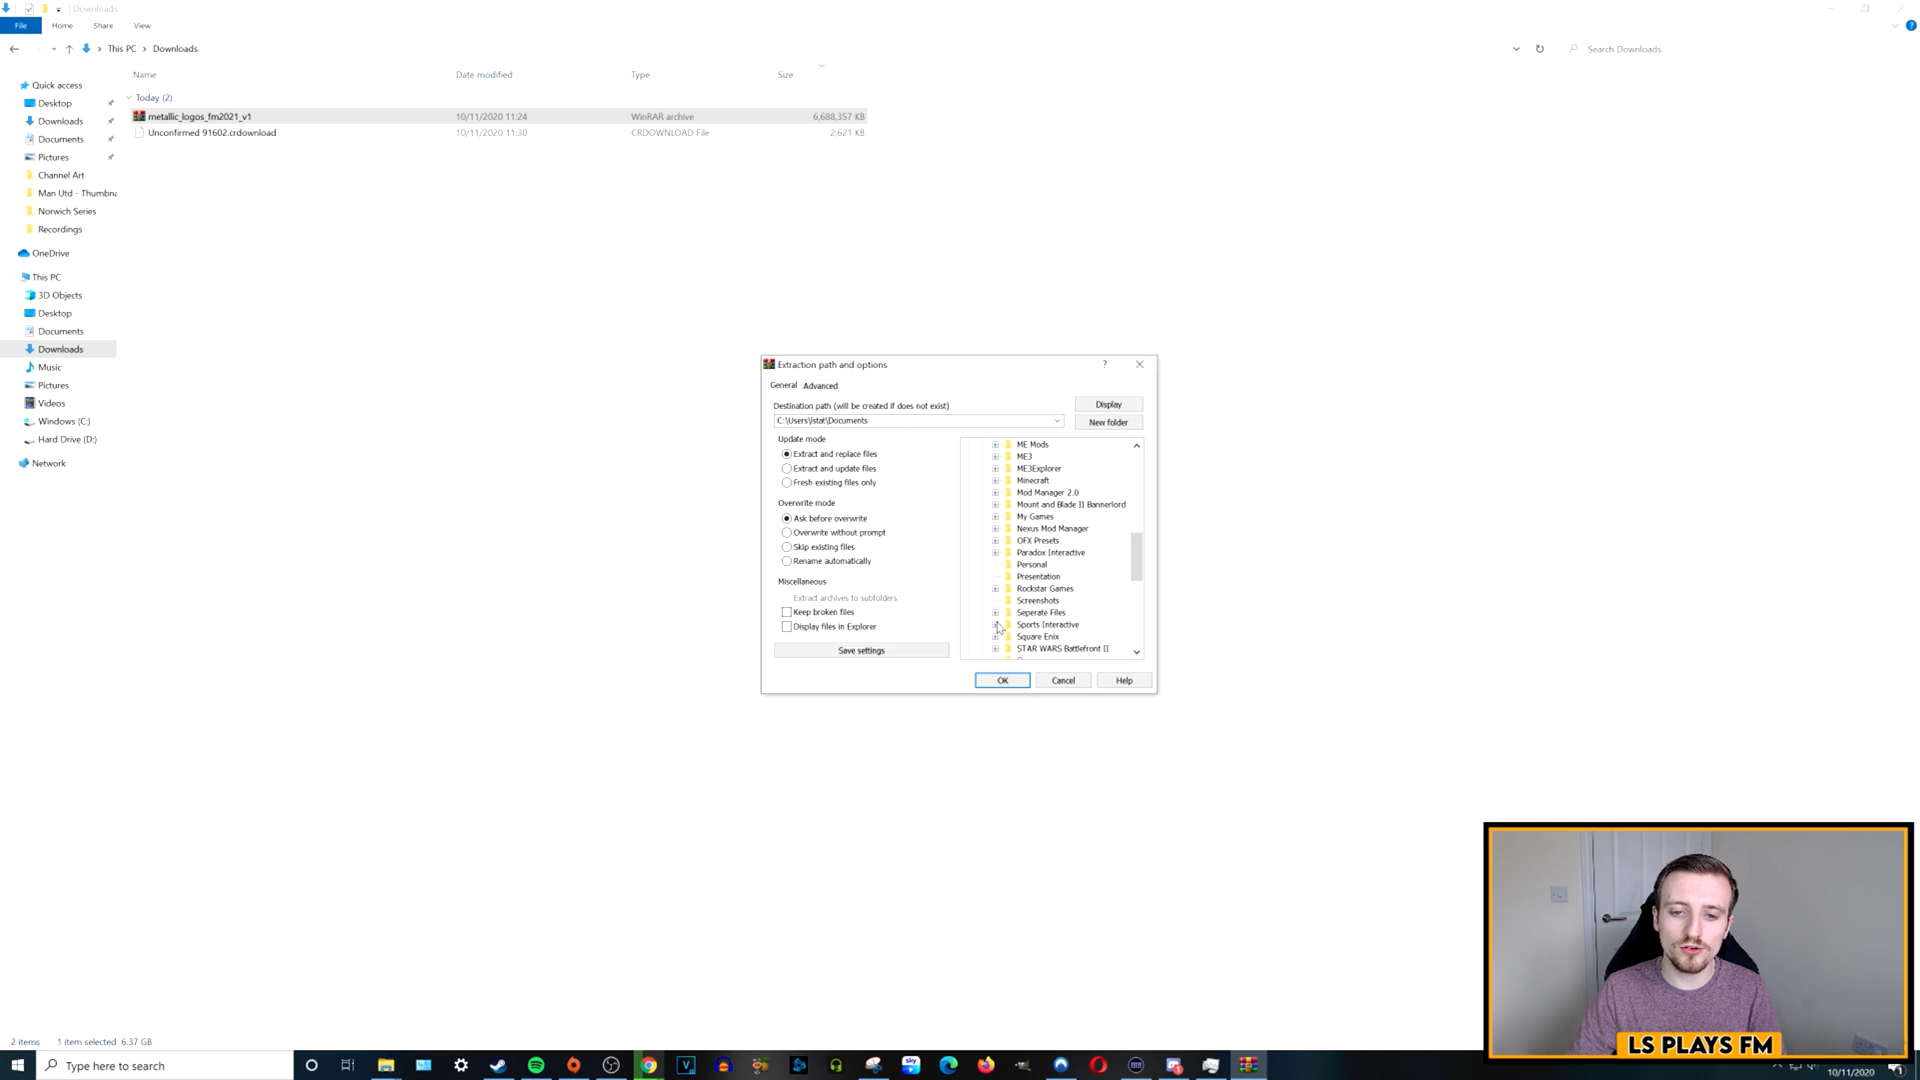 Downloads
File Home Share View
This PC Downloads
Search Downloads
Name Date modified Type Size
Quick access
Desktop
Downloads
Documents
Pictures
Channel Art
Man Utd - Thumbna
Norwich Series
Recordings
OneDrive
This PC
3D Objects
Desktop
Documents
Downloads
Music
Pictures
Videos
Windows (C:)
Hard Drive (D:)
Network
Today (2)
metallic_logos_fm2021_v1 10/11/2020 11:24 WinRAR archive 6,688,357 KB
Unconfirmed 91602.crdownload 10/11/2020 11:30 CRDOWNLOAD File 2,621 KB
Extraction path and options
General Advanced
Destination path (will be created if does not exist)
C:\Users\lstat\Documents
Display
New folder
Update mode
Extract and replace files
Extract and update files
Fresh existing files only
Overwrite mode
Ask before overwrite
Overwrite without prompt
Skip existing files
Rename automatically
Miscellaneous
Extract archives to subfolders
Keep broken files
Display files in Explorer
Save settings
ME Mods
ME3
ME3Explorer
Minecraft
Mod Manager 2.0
Mount and Blade II Bannerlord
My Games
Nexus Mod Manager
OFX Presets
Paradox Interactive
Personal
Presentation
Rockstar Games
Screenshots
Seperate Files
Sports Interactive
Square Enix
STAR WARS Battlefront II
OK Cancel Help
2 items 1 item selected 6.37 GB
Type here to search
sky
LS PLAYS FM
10/11/2020